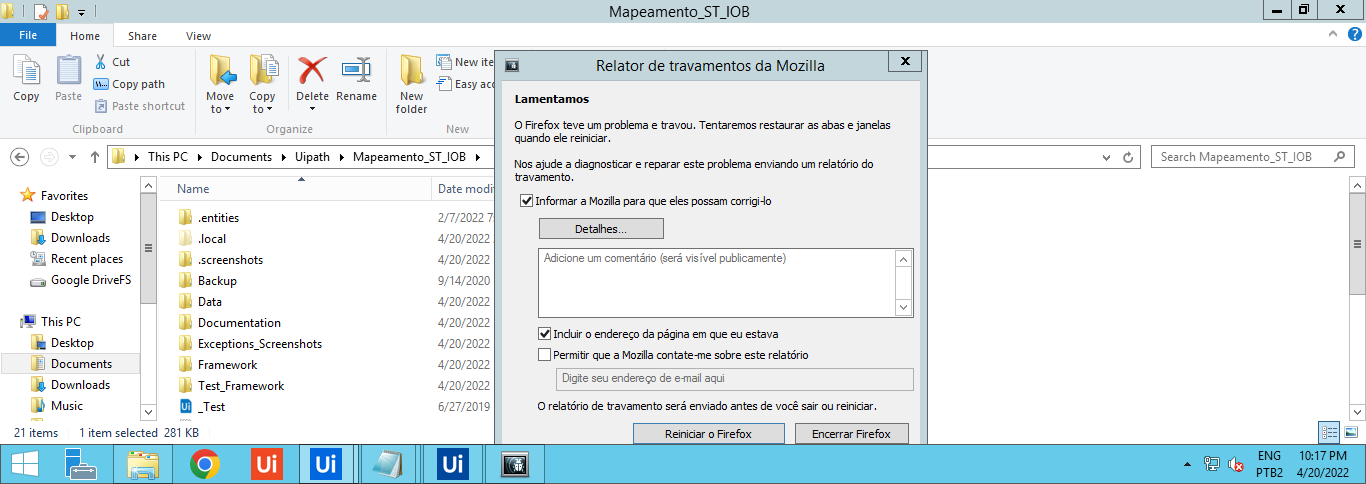 Mapeamento_ST_IOB
File Home Share View
Copy Paste Cut Copy path Paste shortcut
Move to Copy to Delete Rename
New folder New ite Easy acc
Clipboard Organize New
This PC Documents Uipath Mapeamento_ST_IOB
Search Mapeamento_ST_IOB
Favorites
Desktop
Downloads
Recent places
Google DriveFS
This PC
Desktop
Documents
Downloads
Music
Name Date modif
.entities 2/7/2022 7
.local 4/20/2022
.screenshots 4/20/2022
Backup 9/14/2020
Data 4/20/2022
Documentation 4/20/2022
Exceptions_Screenshots 4/20/2022
Framework 4/20/2022
Test_Framework 4/20/2022
Ui _Test 6/27/2019
Relator de travamentos da Mozilla
Lamentamos
O Firefox teve um problema e travou. Tentaremos restaurar as abas e janelas
quando ele reiniciar.
Nos ajude a diagnosticar e reparar este problema enviando um relatório do
travamento.
Informar a Mozilla para que eles possam corrigi-lo
Detalhes...
Adicione um comentário (será visível publicamente)
Incluir o endereço da página em que eu estava
Permitir que a Mozilla contate-me sobre este relatório
Digite seu endereço de e-mail aqui
O relatório de travamento será enviado antes de você sair ou reiniciar.
Reiniciar o Firefox Encerrar Firefox
21 items 1 item selected 281 KB
Ui Ui Ui
ENG 10:17 PM
PTB2 4/20/2022